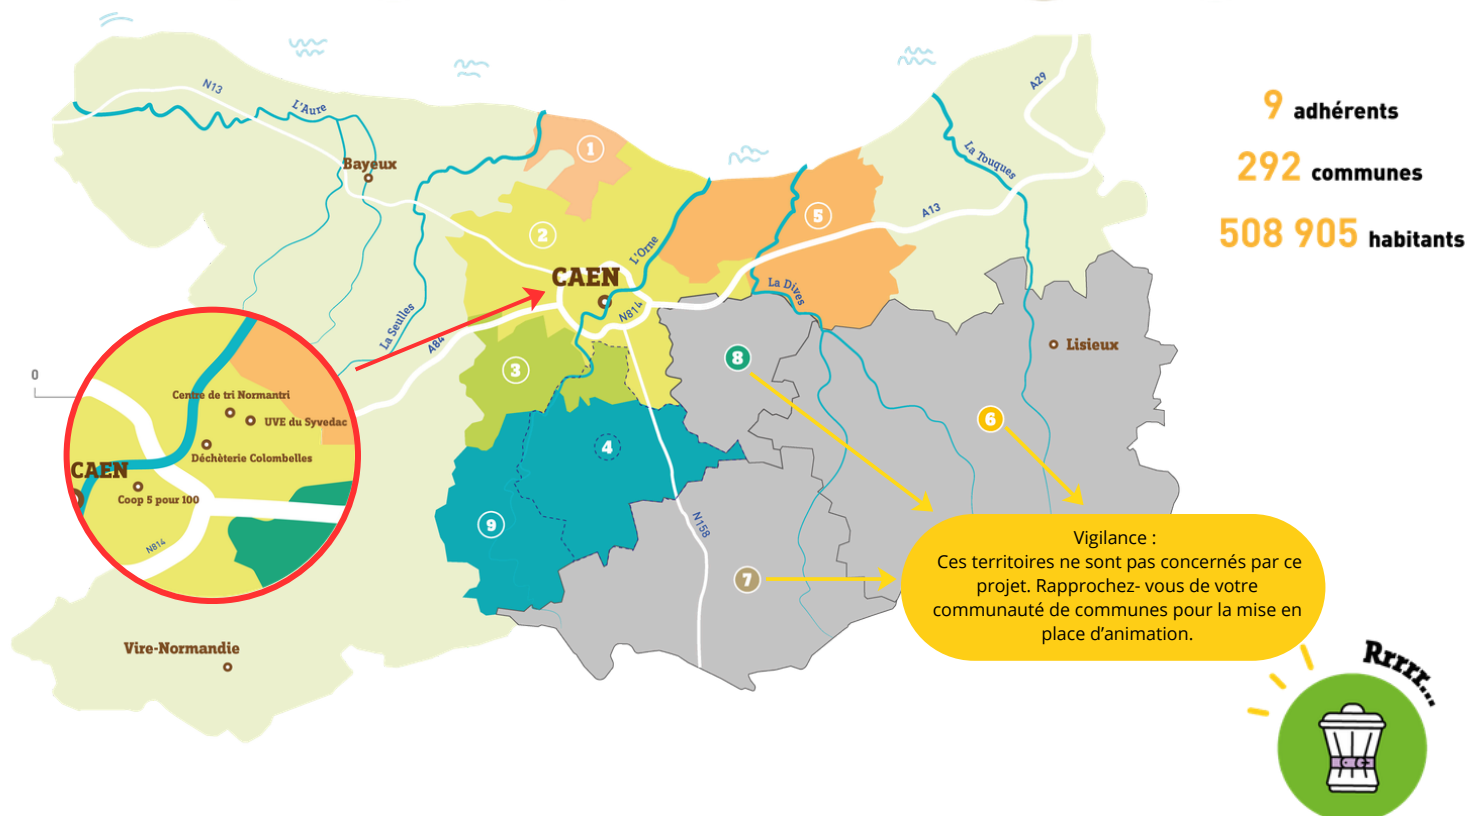 N13
L'Aure
Bayeux
A29
La Touques
A13
1
2
5
CAEN
L'Orne
N814
La Dives
La Seulles
A84
3
8
Lisieux
6
4
9
7
N158
0
Centre de tri Normantri
UVE du Syvedac
Déchèterie Colombelles
CAEN
Coop 5 pour 100
N814
Vire-Normandie
9 adhérents
292 communes
508 905 habitants
Vigilance :
Ces territoires ne sont pas concernés par ce
projet. Rapprochez- vous de votre
communauté de communes pour la mise en
place d'animation.
Rrrrr...